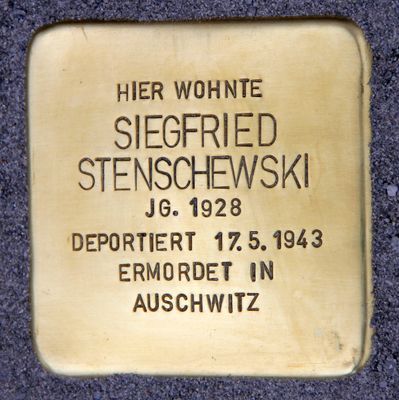 HIER WOHNTE
SIEGFRIED
STENSCHEWSKI
JG. 1928
DEPORTIERT 17.5.1943
ERMORDET IN
AUSCHWITZ